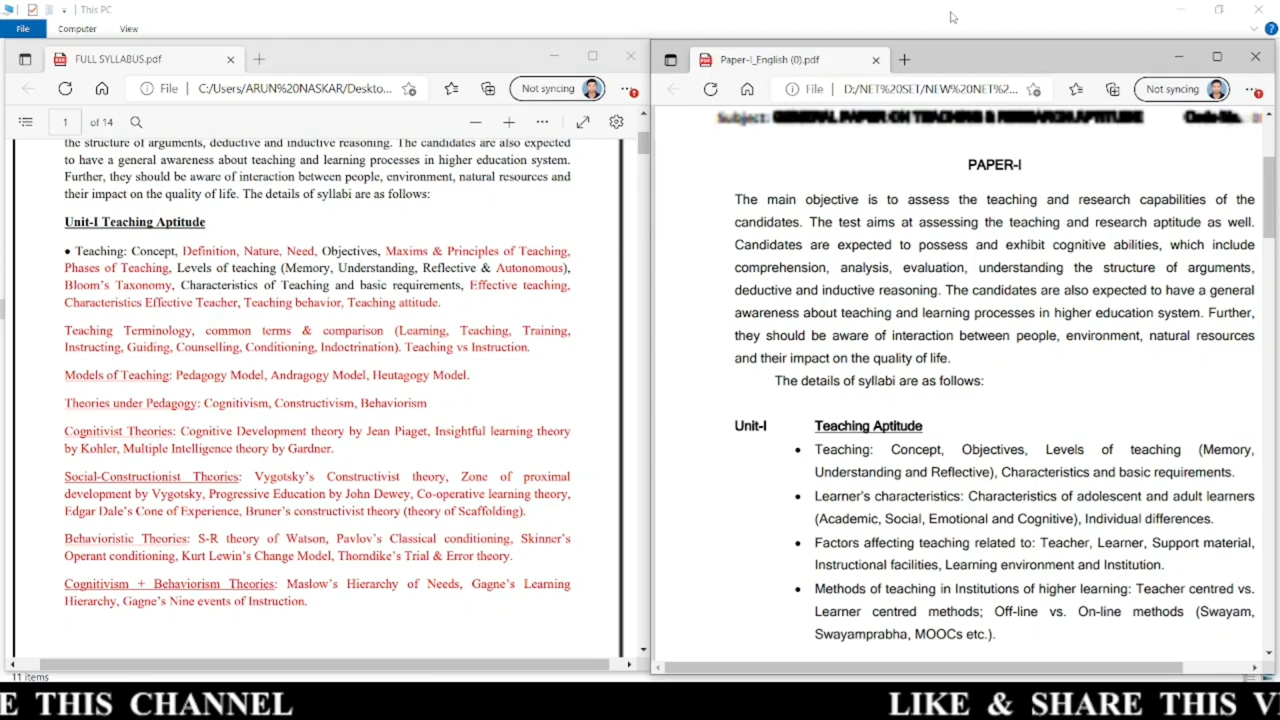 This PC
File
Computer
View
FULL SYLLABUS.pdf
File
C:/Users/ARUN%20NASKAR/Deskto...
Not syncing
1
of 14
the structure of arguments, deductive and inductive reasoning. The candidates are also expected
to have a general awareness about teaching and learning processes in higher education system.
Further, they should be aware of interaction between people, environment, natural resources and
their impact on the quality of life. The details of syllabi are as follows:
Unit-I Teaching Aptitude
• Teaching: Concept, Definition, Nature, Need, Objectives, Maxims & Principles of Teaching,
Phases of Teaching, Levels of teaching (Memory, Understanding, Reflective & Autonomous),
Bloom's Taxonomy, Characteristics of Teaching and basic requirements, Effective teaching,
Characteristics Effective Teacher, Teaching behavior, Teaching attitude.
Teaching Terminology, common terms & comparison (Learning, Teaching, Training,
Instructing, Guiding, Counselling, Conditioning, Indoctrination). Teaching vs Instruction.
Models of Teaching: Pedagogy Model, Andragogy Model, Heutagogy Model.
Theories under Pedagogy: Cognitivism, Constructivism, Behaviorism
Cognitivist Theories: Cognitive Development theory by Jean Piaget, Insightful learning theory
by Kohler, Multiple Intelligence theory by Gardner.
Social-Constructionist Theories: Vygotsky's Constructivist theory, Zone of proximal
development by Vygotsky, Progressive Education by John Dewey, Co-operative learning theory,
Edgar Dale's Cone of Experience, Bruner's constructivist theory (theory of Scaffolding).
Behavioristic Theories: S-R theory of Watson, Pavlov's Classical conditioning, Skinner's
Operant conditioning, Kurt Lewin's Change Model, Thorndike's Trial & Error theory.
Cognitivism + Behaviorism Theories: Maslow's Hierarchy of Needs, Gagne's Learning
Hierarchy, Gagne's Nine events of Instruction.
11 items
Paper-I_English (0).pdf
File
D:/NET%20SET/NEW%20NET%2...
Not syncing
Subject: GENERAL PAPER ON TEACHING & RESEARCH APTITUDE Code No.
PAPER-I
The main objective is to assess the teaching and research capabilities of the
candidates. The test aims at assessing the teaching and research aptitude as well.
Candidates are expected to possess and exhibit cognitive abilities, which include
comprehension, analysis, evaluation, understanding the structure of arguments,
deductive and inductive reasoning. The candidates are also expected to have a general
awareness about teaching and learning processes in higher education system. Further,
they should be aware of interaction between people, environment, natural resources
and their impact on the quality of life.
The details of syllabi are as follows:
Unit-I Teaching Aptitude
• Teaching: Concept, Objectives, Levels of teaching (Memory,
Understanding and Reflective), Characteristics and basic requirements.
• Learner's characteristics: Characteristics of adolescent and adult learners
(Academic, Social, Emotional and Cognitive), Individual differences.
• Factors affecting teaching related to: Teacher, Learner, Support material,
Instructional facilities, Learning environment and Institution.
• Methods of teaching in Institutions of higher learning: Teacher centred vs.
Learner centred methods; Off-line vs. On-line methods (Swayam,
Swayamprabha, MOOCs etc.).
E THIS CHANNEL
LIKE & SHARE THIS V